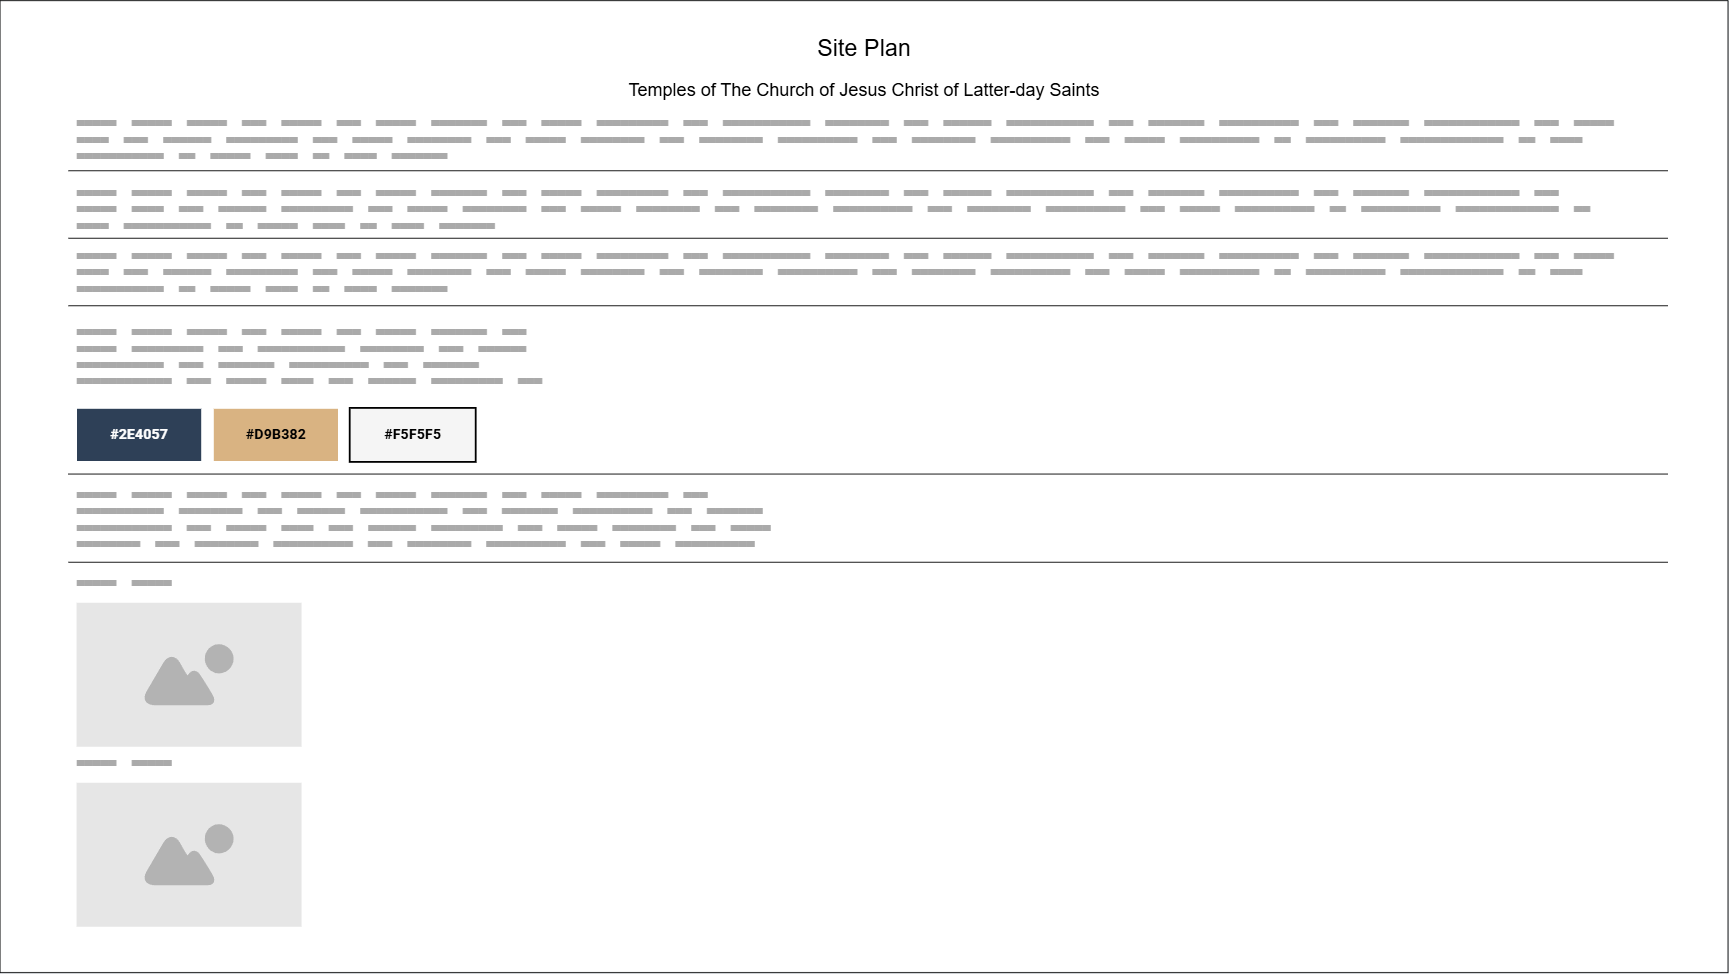 Site Plan
Temples of The Church of Jesus Christ of Latter-day Saints
#2E4057 #D9B382 #F5F5F5